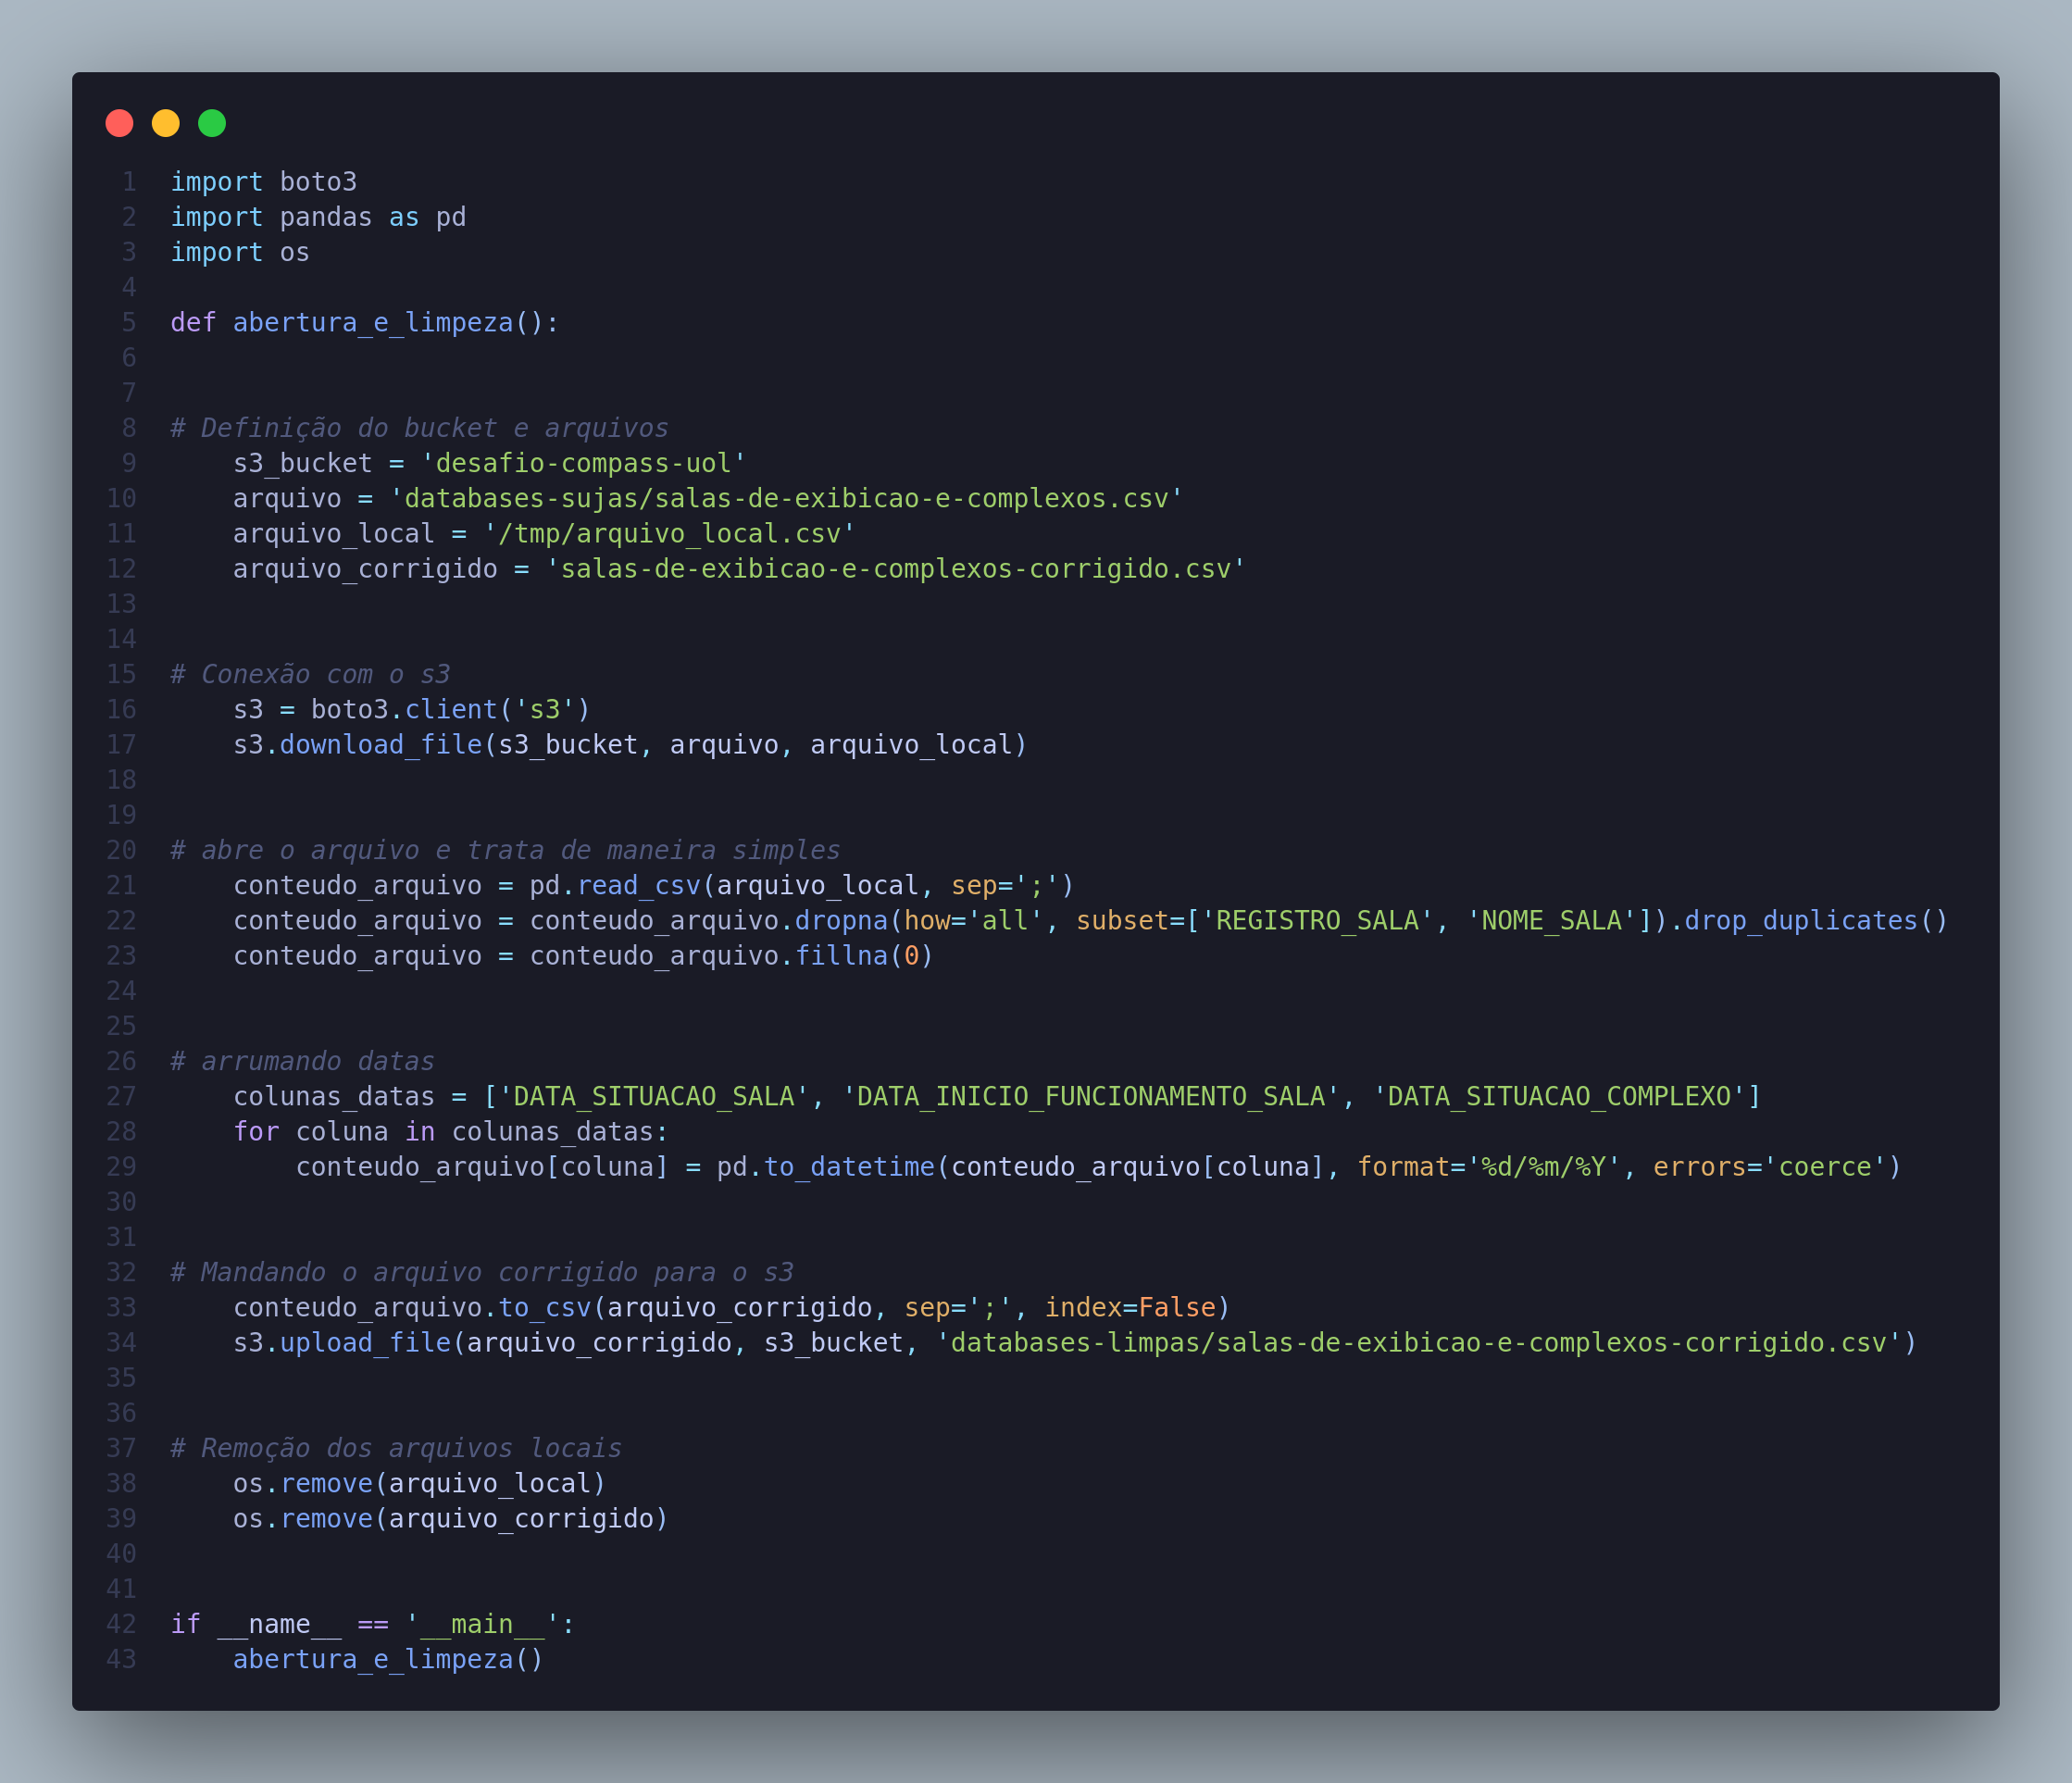 1 import boto3
2 import pandas as pd
3 import os
4
5 def abertura_e_limpeza():
6
7
8 # Definição do bucket e arquivos
9     s3_bucket = 'desafio-compass-uol'
10     arquivo = 'databases-sujas/salas-de-exibicao-e-complexos.csv'
11     arquivo_local = '/tmp/arquivo_local.csv'
12     arquivo_corrigido = 'salas-de-exibicao-e-complexos-corrigido.csv'
13
14
15 # Conexão com o s3
16     s3 = boto3.client('s3')
17     s3.download_file(s3_bucket, arquivo, arquivo_local)
18
19
20 # abre o arquivo e trata de maneira simples
21     conteudo_arquivo = pd.read_csv(arquivo_local, sep=';')
22     conteudo_arquivo = conteudo_arquivo.dropna(how='all', subset=['REGISTRO_SALA', 'NOME_SALA']).drop_duplicates()
23     conteudo_arquivo = conteudo_arquivo.fillna(0)
24
25
26 # arrumando datas
27     colunas_datas = ['DATA_SITUACAO_SALA', 'DATA_INICIO_FUNCIONAMENTO_SALA', 'DATA_SITUACAO_COMPLEXO']
28     for coluna in colunas_datas:
29         conteudo_arquivo[coluna] = pd.to_datetime(conteudo_arquivo[coluna], format='%d/%m/%Y', errors='coerce')
30
31
32 # Mandando o arquivo corrigido para o s3
33     conteudo_arquivo.to_csv(arquivo_corrigido, sep=';', index=False)
34     s3.upload_file(arquivo_corrigido, s3_bucket, 'databases-limpas/salas-de-exibicao-e-complexos-corrigido.csv')
35
36
37 # Remoção dos arquivos locais
38     os.remove(arquivo_local)
39     os.remove(arquivo_corrigido)
40
41
42 if __name__ == '__main__':
43     abertura_e_limpeza()